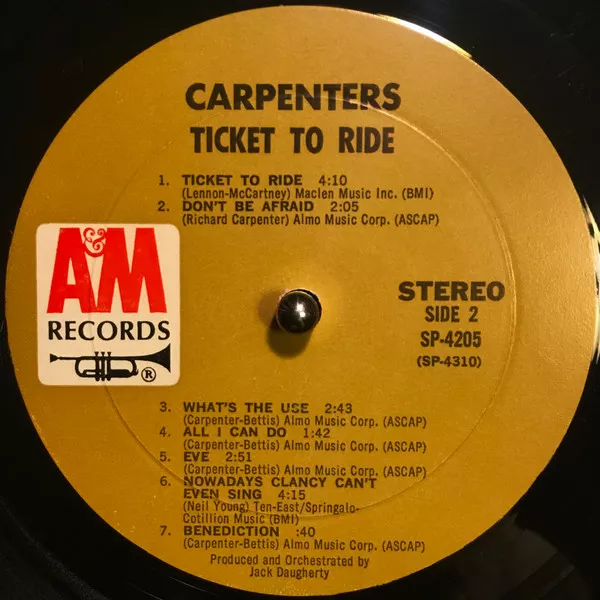 CARPENTERS
TICKET TO RIDE
1. TICKET TO RIDE 4:10
(Lennon-McCartney) Maclen Music Inc. (BMI)
2. DON'T BE AFRAID 2:05
(Richard Carpenter) Almo Music Corp. (ASCAP)
A&M
RECORDS
®
STEREO
SIDE 2
SP-4205
(SP-4310)
3. WHAT'S THE USE 2:43
(Carpenter-Bettis) Almo Music Corp. (ASCAP)
4. ALL I CAN DO 1:42
(Carpenter-Bettis) Almo Music Corp. (ASCAP)
5. EVE 2:51
(Carpenter-Bettis) Almo Music Corp. (ASCAP)
6. NOWADAYS CLANCY CAN'T
EVEN SING 4:15
(Neil Young) Ten-East/Springalo-
Cotillion Music (BMI)
7. BENEDICTION :40
(Carpenter-Bettis) Almo Music Corp. (ASCAP)
Produced and Orchestrated by
Jack Daugherty